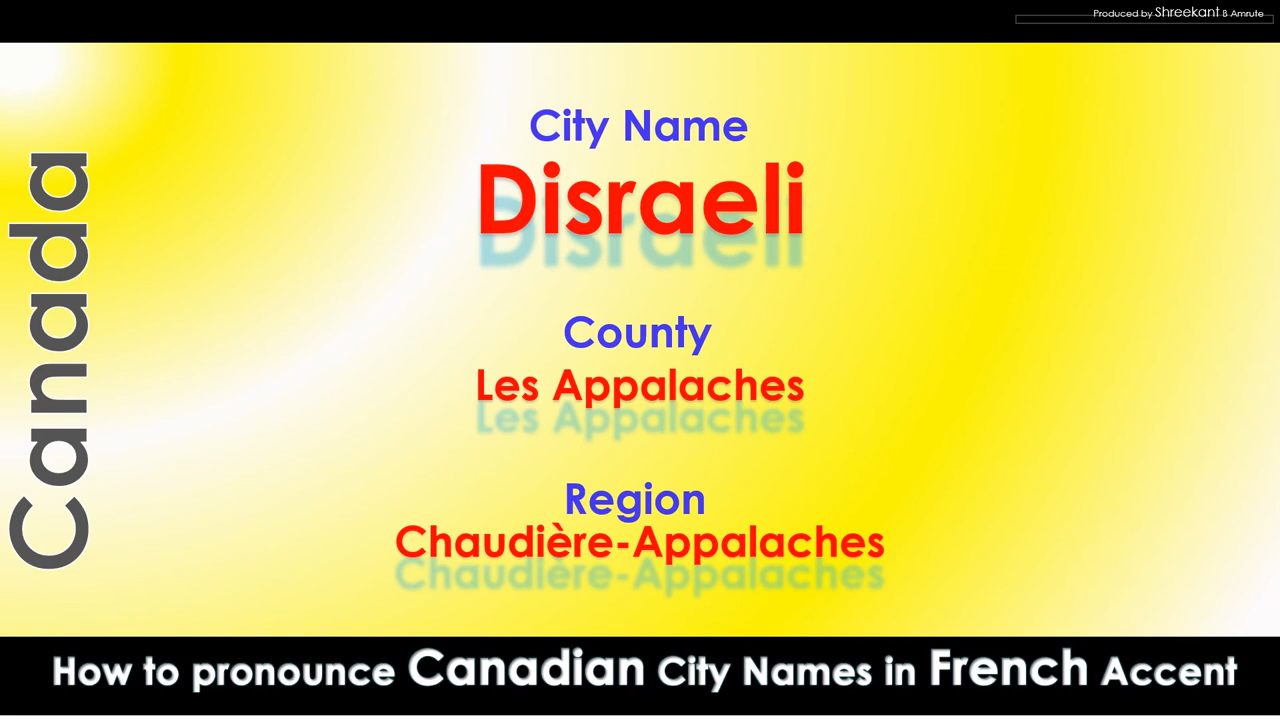 Produced by Shreekant B Amrute
Canada
City Name
Disraeli
County
Les Appalaches
Region
Chaudière-Appalaches
How to pronounce Canadian City Names in French Accent